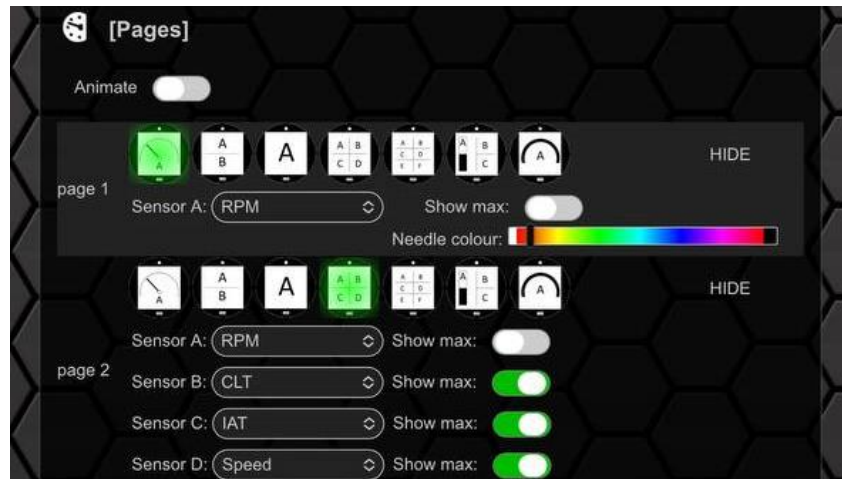 [Pages]
Animate
A
A
B
A
A B
C D
A B
C D
E F
A B
C
A
HIDE
page 1
Sensor A: RPM
Show max:
Needle colour:
A
A
B
A
A B
C D
A B
C D
E F
A B
C
A
HIDE
page 2
Sensor A: RPM Show max:
Sensor B: CLT Show max:
Sensor C: IAT Show max:
Sensor D: Speed Show max: